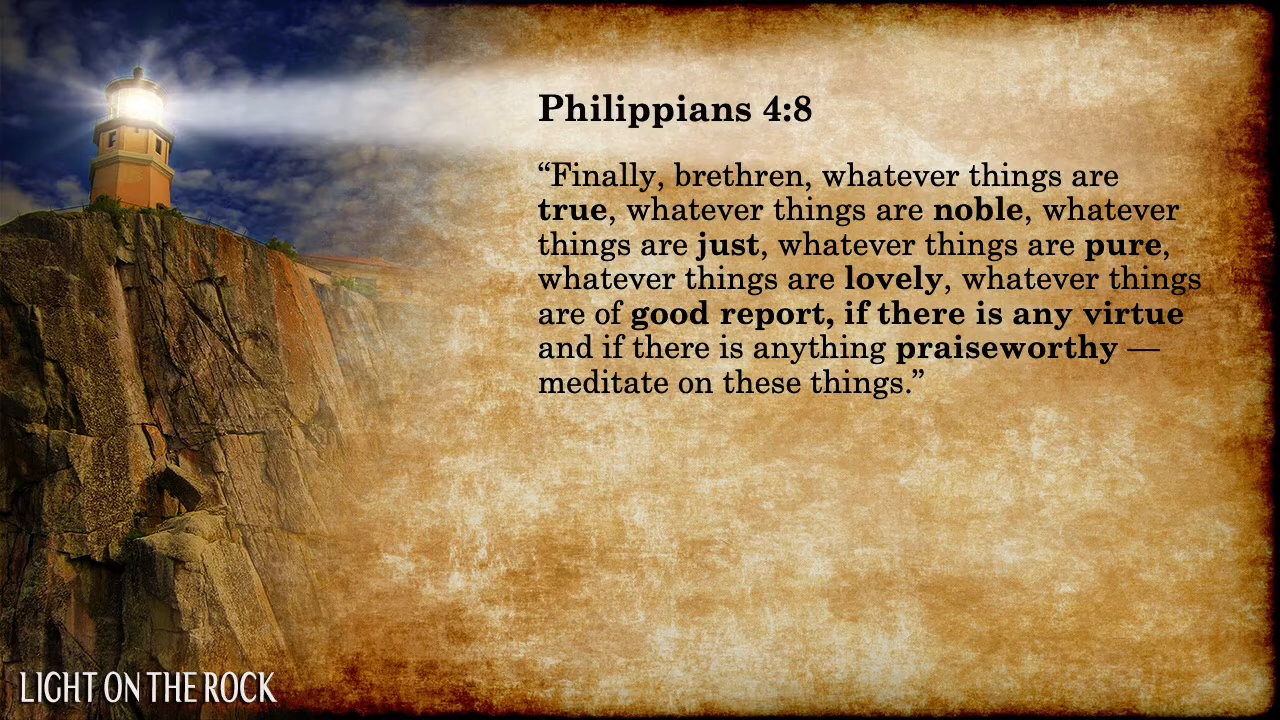 Philippians 4:8
“Finally, brethren, whatever things are
true, whatever things are noble, whatever
things are just, whatever things are pure,
whatever things are lovely, whatever things
are of good report, if there is any virtue
and if there is anything praiseworthy —
meditate on these things.”
LIGHT ON THE ROCK